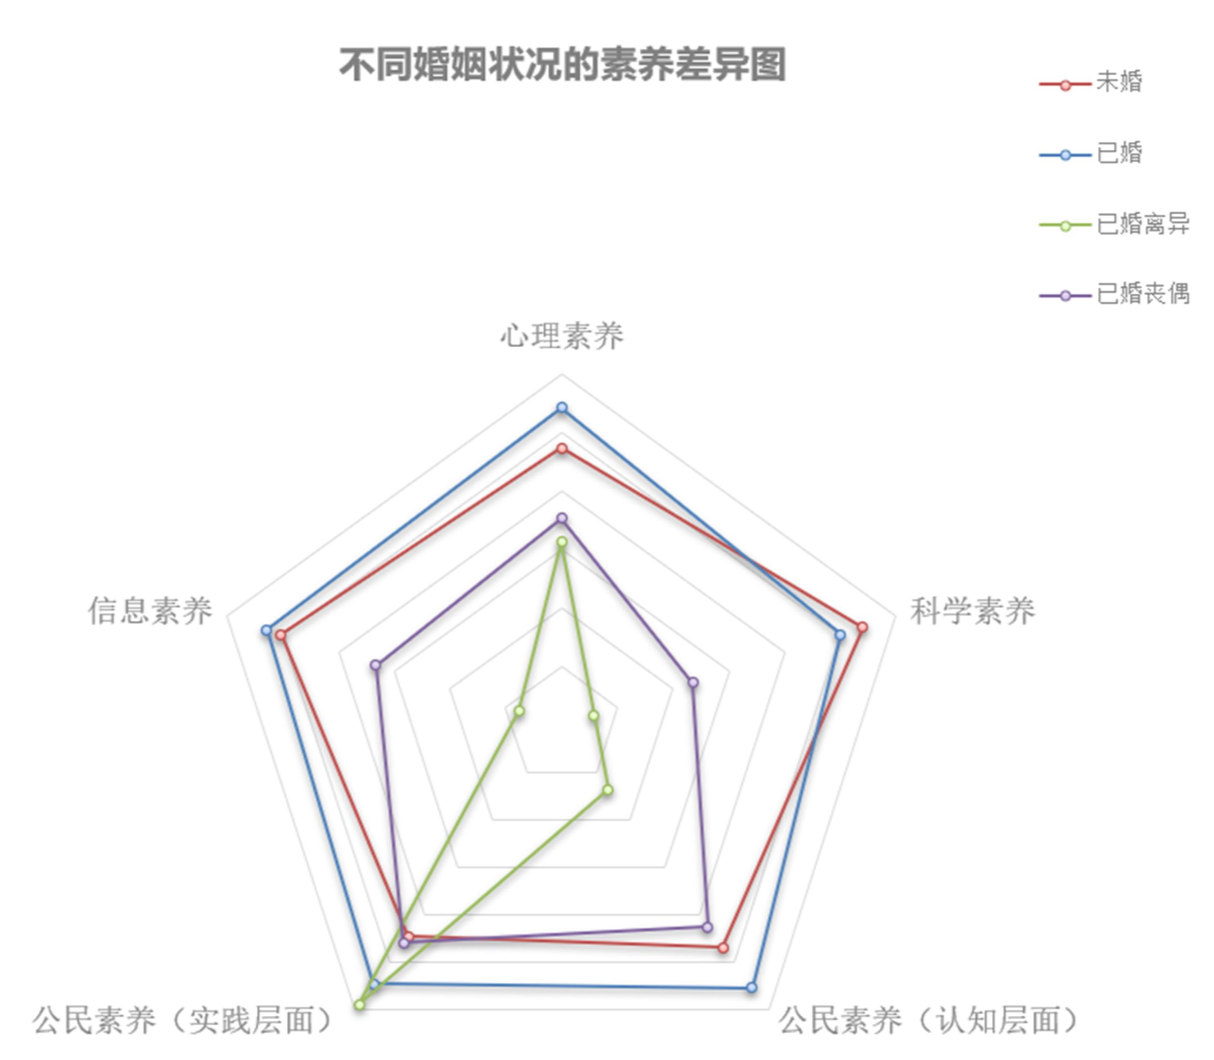 不同婚姻状况的素养差异图
未婚
已婚
已婚离异
已婚丧偶
心理素养
信息素养
科学素养
公民素养（实践层面）
公民素养（认知层面）